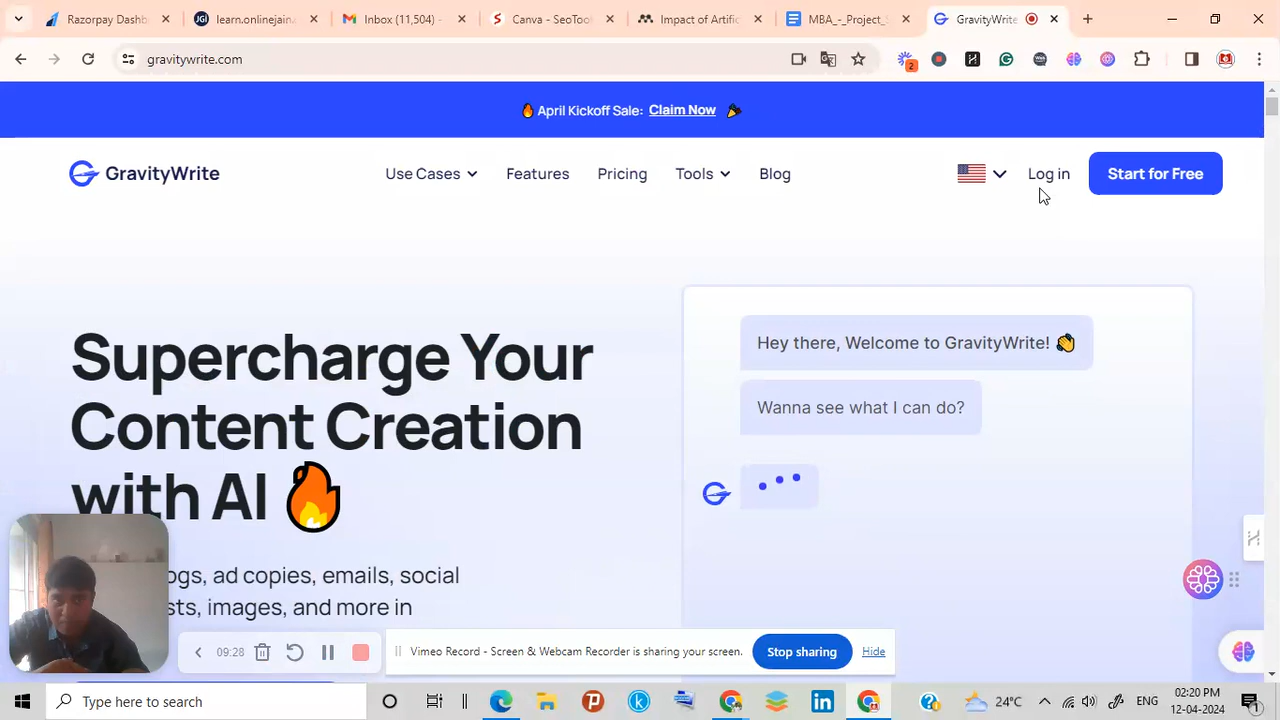 Razorpay Dashb
learn.onlinejaina
Inbox (11,504) -
Canva - SeoTool
Impact of Artific
MBA_-_Project_
GravityWrite
gravitywrite.com
2
April Kickoff Sale: Claim Now
GravityWrite
Use Cases
Features
Pricing
Tools
Blog
Log in
Start for Free
Supercharge Your
Content Creation
with AI
Hey there, Welcome to GravityWrite!
Wanna see what I can do?
ogs, ad copies, emails, social
sts, images, and more in
09:28
Vimeo Record - Screen & Webcam Recorder is sharing your screen.
Stop sharing
Hide
Type here to search
24°C
02:20 PM
12-04-2024
1